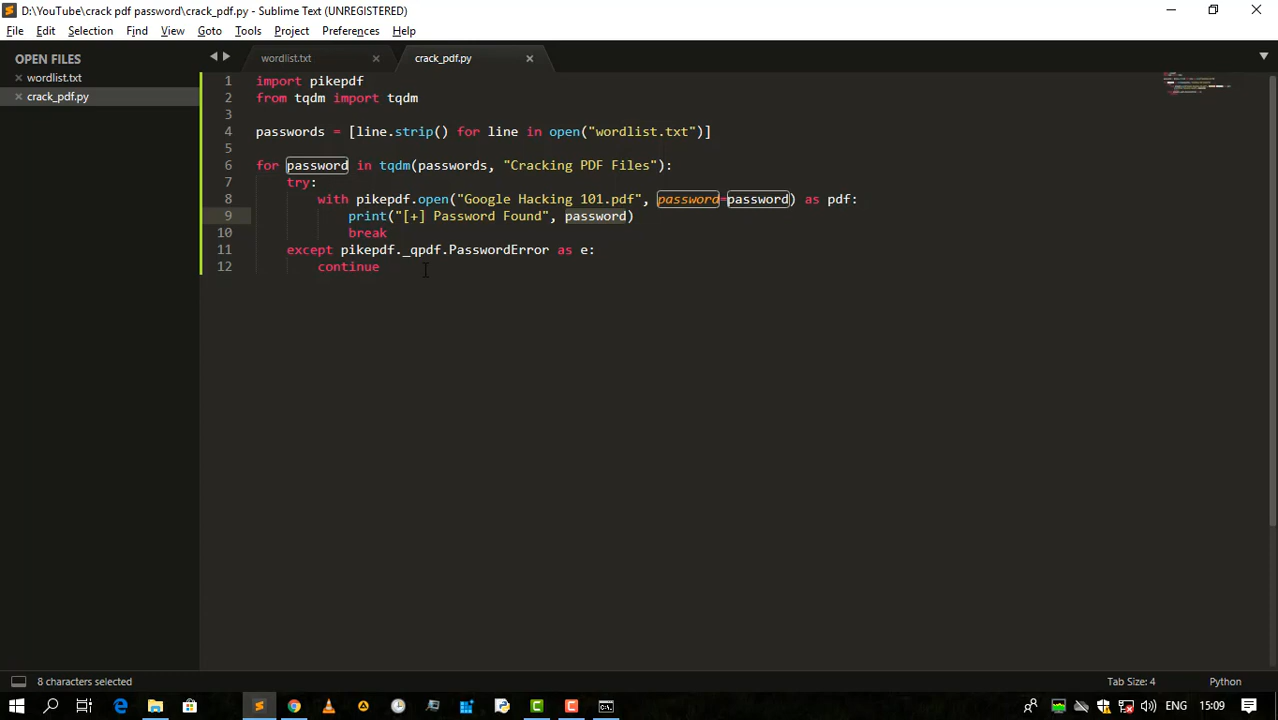 D:\YouTube\crack pdf password\crack_pdf.py - Sublime Text (UNREGISTERED)
File Edit Selection Find View Goto Tools Project Preferences Help
OPEN FILES
wordlist.txt
crack_pdf.py
wordlist.txt crack_pdf.py
1 import pikepdf
2 from tqdm import tqdm
3
4 passwords = [line.strip() for line in open("wordlist.txt")]
5
6 for password in tqdm(passwords, "Cracking PDF Files"):
7 try:
8 with pikepdf.open("Google Hacking 101.pdf", password=password) as pdf:
9 print("[+] Password Found", password)
10 break
11 except pikepdf._qpdf.PasswordError as e:
12 continue
8 characters selected
Tab Size: 4 Python
ENG 15:09